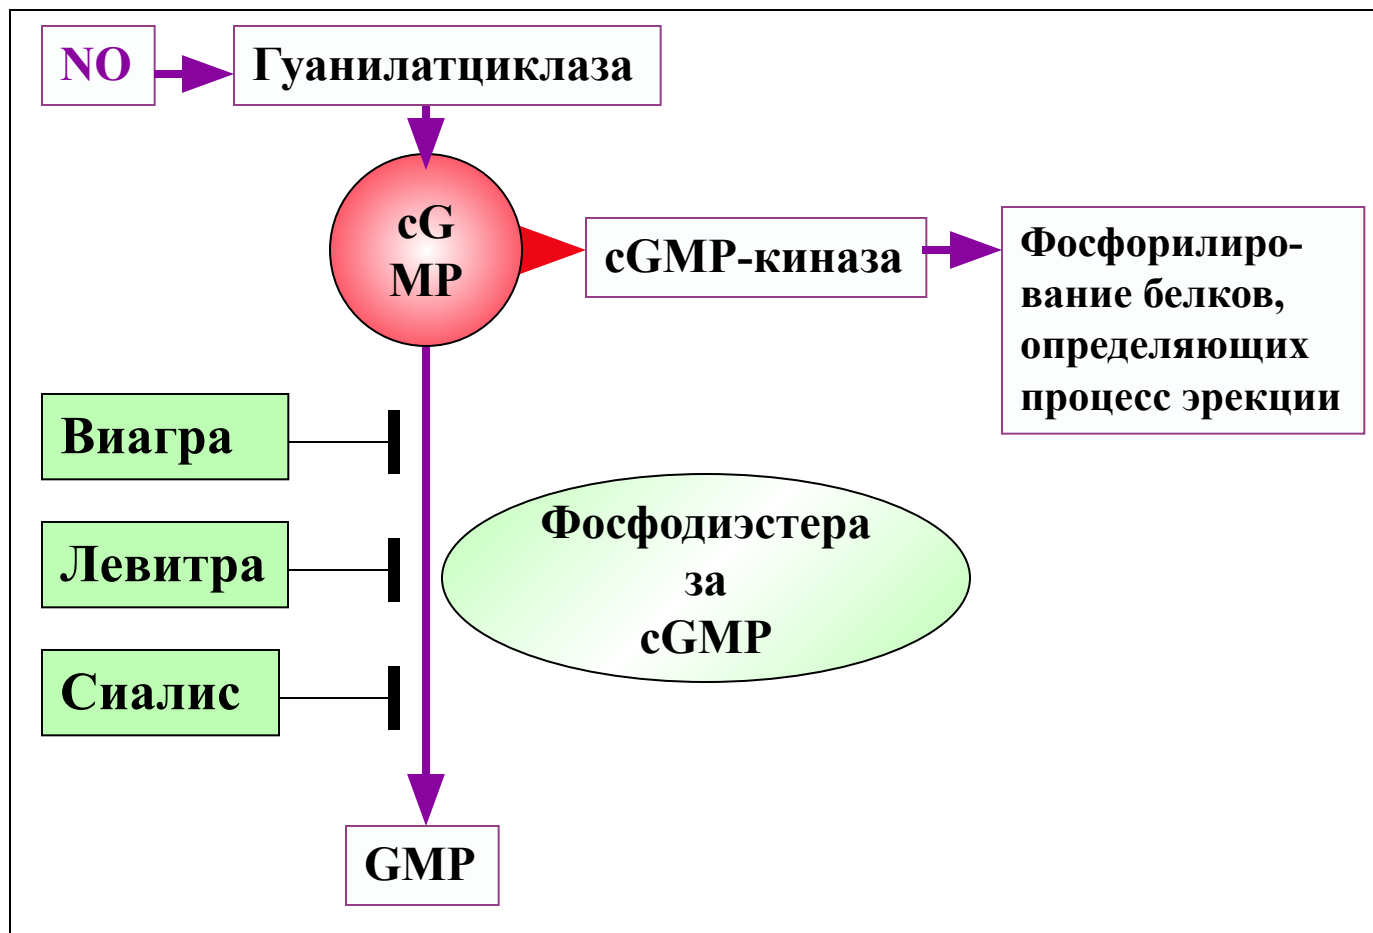 NO
Гуанилатциклаза
cG
MP
cGMP-киназа
Фосфорилиро-
вание белков,
определяющих
процесс эрекции
Виагра
Левитра
Сиалис
Фосфодиэстера
за
cGMP
GMP